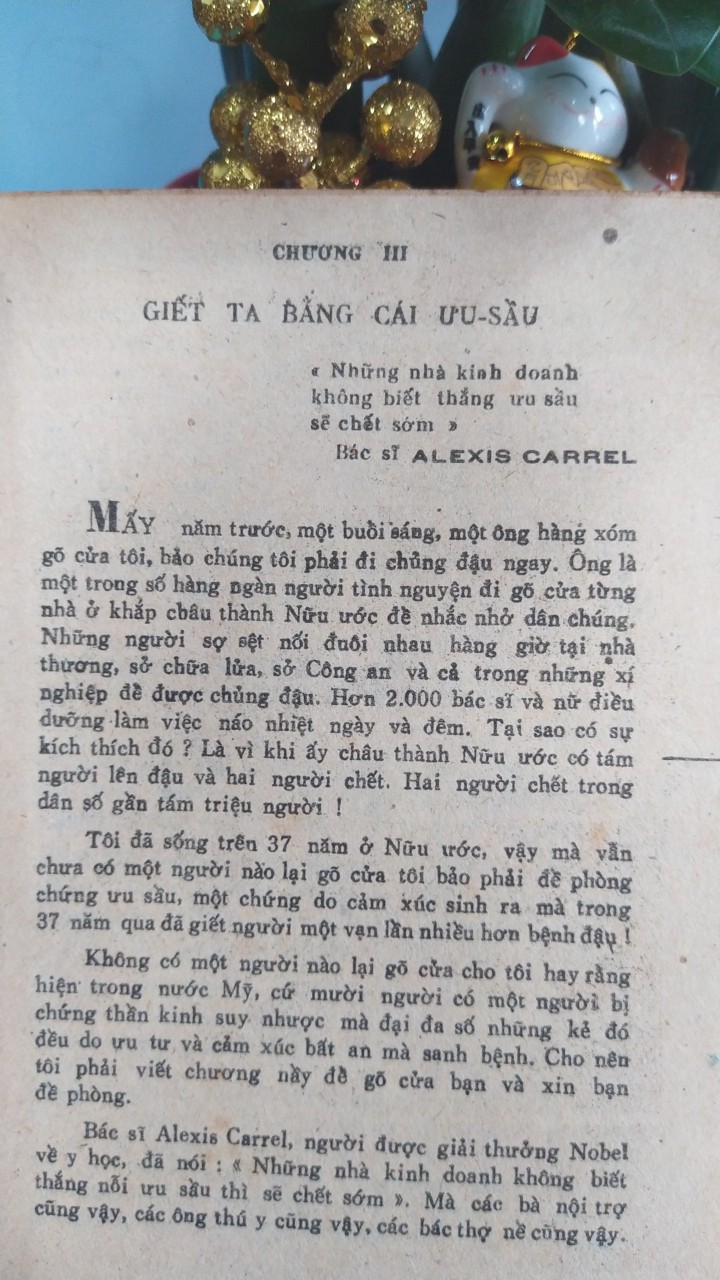 CHƯƠNG III
GIẾT TA BẰNG CÁI ƯU-SẦU
« Những nhà kinh doanh
không biết thắng ưu sầu
sẽ chết sớm »
Bác sĩ ALEXIS CARREL
MẤY năm trước, một buổi sáng, một ông hàng xóm
gõ cửa tôi, bảo chúng tôi phải đi chủng đậu ngay. Ông là
một trong số hàng ngàn người tình nguyện đi gõ cửa từng
nhà ở khắp châu thành Nữu ước để nhắc nhở dân chúng.
Những người sợ sệt nối đuôi nhau hàng giờ tại nhà
thương, sở chữa lửa, sở Công an và cả trong những xí
nghiệp để được chủng đậu. Hơn 2.000 bác sĩ và nữ điều
dưỡng làm việc náo nhiệt ngày và đêm. Tại sao có sự
kích thích đó ? Là vì khi ấy châu thành Nữu ước có tám
người lên đậu và hai người chết. Hai người chết trong
dân số gần tám triệu người !
Tôi đã sống trên 37 năm ở Nữu ước, vậy mà vẫn
chưa có một người nào lại gõ cửa tôi bảo phải đề phòng
chứng ưu sầu, một chứng do cảm xúc sinh ra mà trong
37 năm qua đã giết người một vạn lần nhiều hơn bệnh đậu !
Không có một người nào lại gõ cửa cho tôi hay rằng
hiện trong nước Mỹ, cứ mười người có một người bị
chứng thần kinh suy nhược mà đại đa số những kẻ đó
đều do ưu tư và cảm xúc bất an mà sanh bệnh. Cho nên
tôi phải viết chương nầy để gõ cửa bạn và xin bạn
đề phòng.
Bác sĩ Alexis Carrel, người được giải thưởng Nobel
về y học, đã nói : « Những nhà kinh doanh không biết
thắng nỗi ưu sầu thì sẽ chết sớm ». Mà các bà nội trợ
cũng vậy, các ông thú y cũng vậy, các bác thợ nề cũng vậy.